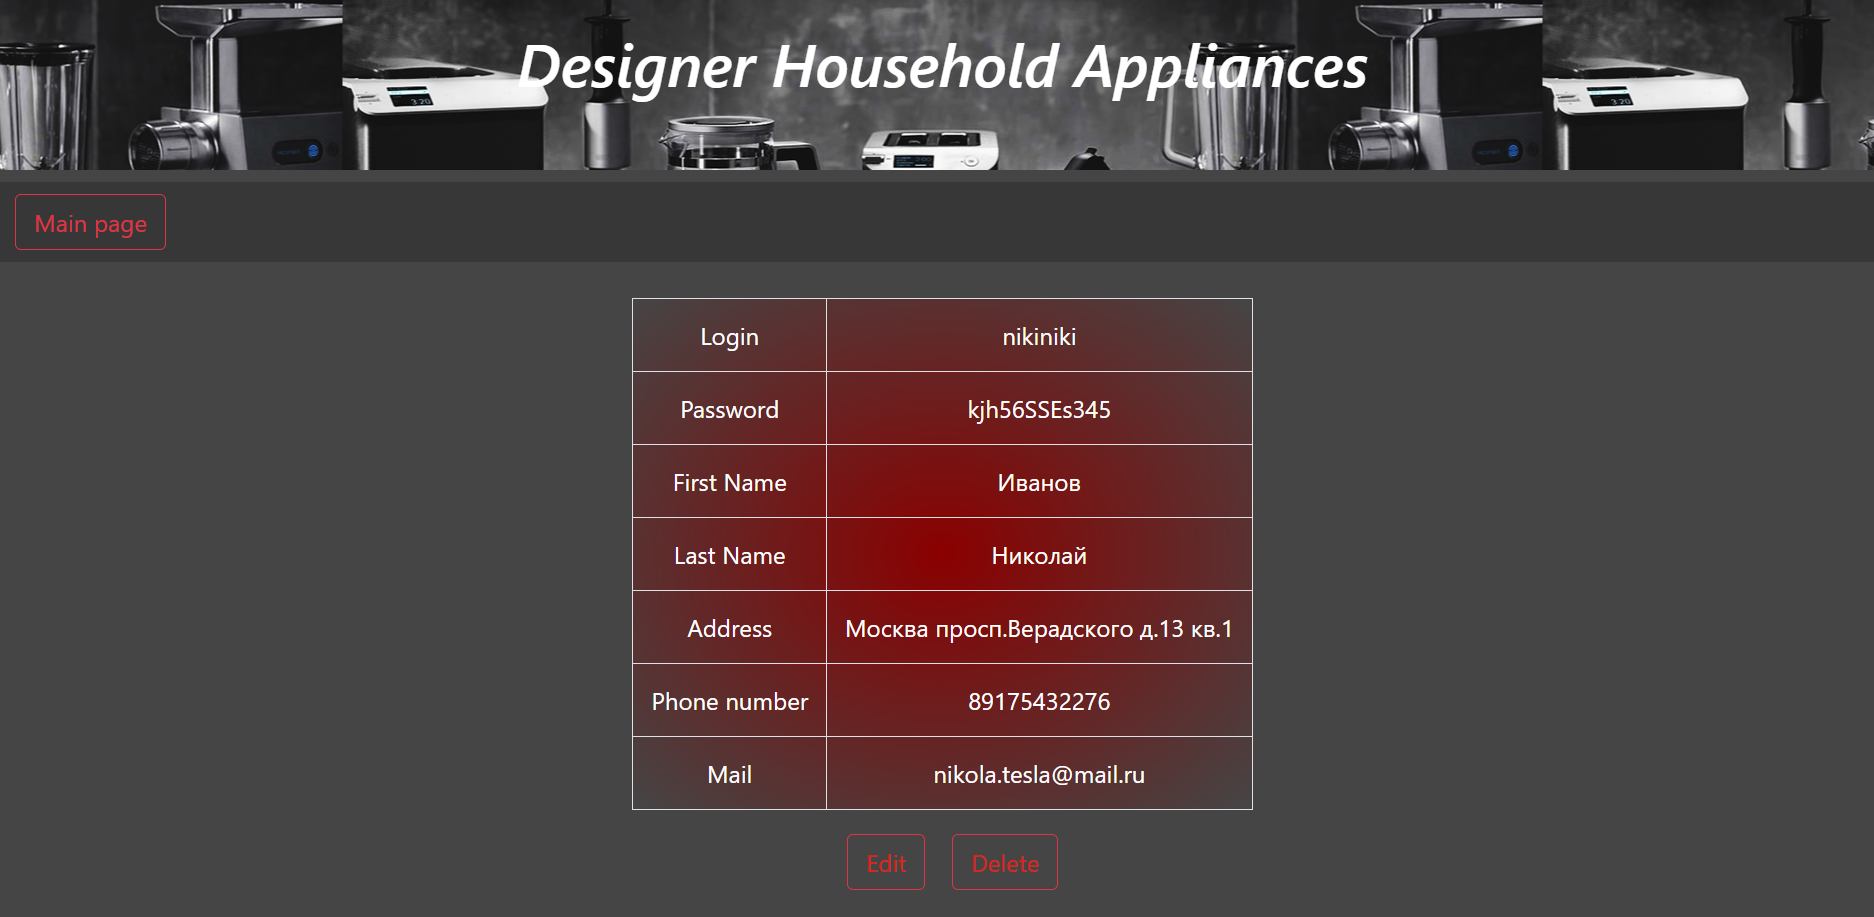 Designer Household Appliances
Main page
Login nikiniki
Password kjh56SSEs345
First Name Иванов
Last Name Николай
Address Москва просп.Верадского д.13 кв.1
Phone number 89175432276
Mail nikola.tesla@mail.ru
Edit Delete